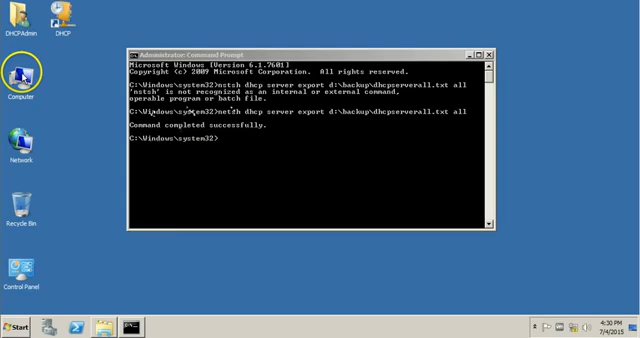 DHCPAdmin
DHCP
Computer
Network
Recycle Bin
Control Panel
Administrator: Command Prompt
Microsoft Windows [Version 6.1.7601]
Copyright (c) 2009 Microsoft Corporation. All rights reserved.
C:\Windows\system32>nstsh dhcp server export d:\backup\dhcpserverall.txt all
'nstsh' is not recognized as an internal or external command,
operable program or batch file.
C:\Windows\system32>netsh dhcp server export d:\backup\dhcpserverall.txt all
Command completed successfully.
C:\Windows\system32>
Start
4:30 PM
7/4/2015